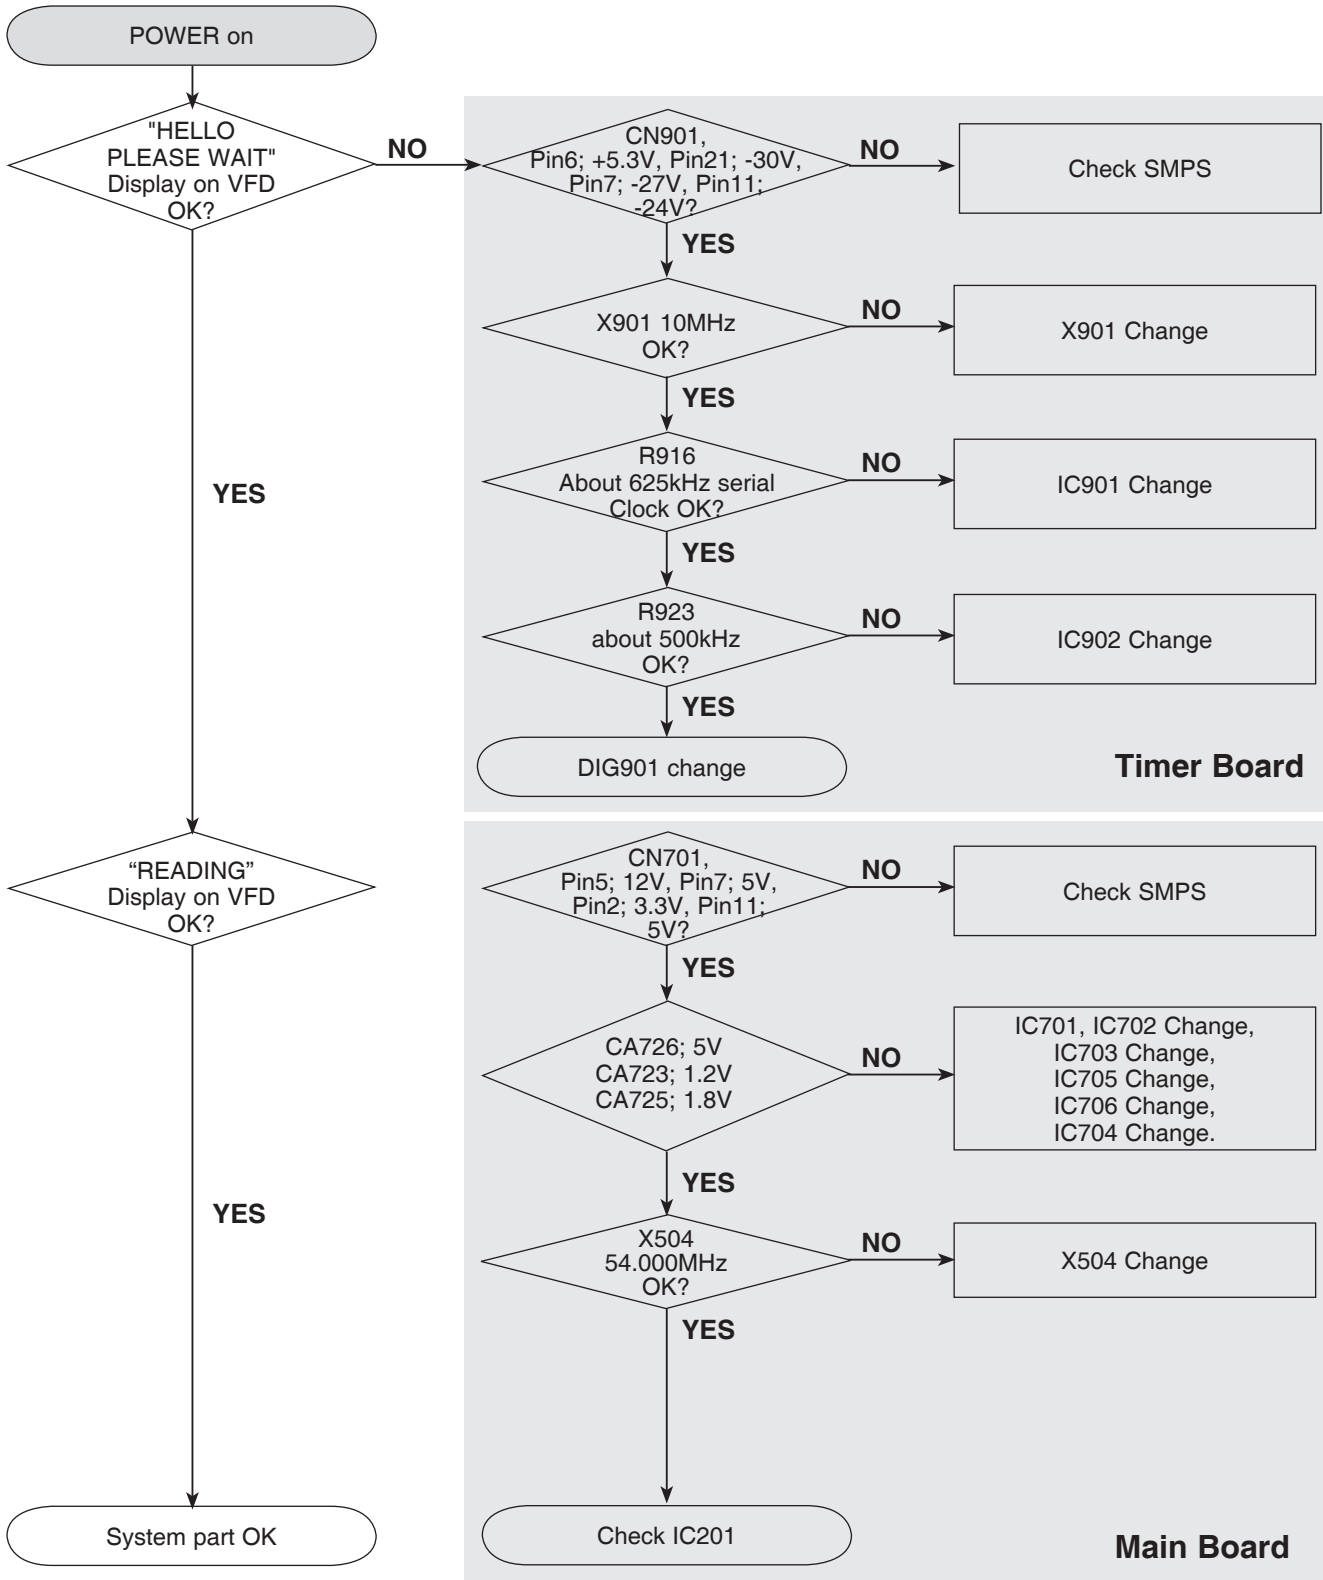 POWER on
"HELLO
PLEASE WAIT"
Display on VFD
OK?
NO
YES
CN901,
Pin6; +5.3V, Pin21; -30V,
Pin7; -27V, Pin11;
-24V?
NO
Check SMPS
YES
X901 10MHz
OK?
NO
X901 Change
YES
R916
About 625kHz serial
Clock OK?
NO
IC901 Change
YES
R923
about 500kHz
OK?
NO
IC902 Change
YES
DIG901 change
Timer Board
“READING”
Display on VFD
OK?
YES
System part OK
CN701,
Pin5; 12V, Pin7; 5V,
Pin2; 3.3V, Pin11;
5V?
NO
Check SMPS
YES
CA726; 5V
CA723; 1.2V
CA725; 1.8V
NO
IC701, IC702 Change,
IC703 Change,
IC705 Change,
IC706 Change,
IC704 Change.
YES
X504
54.000MHz
OK?
NO
X504 Change
YES
Check IC201
Main Board